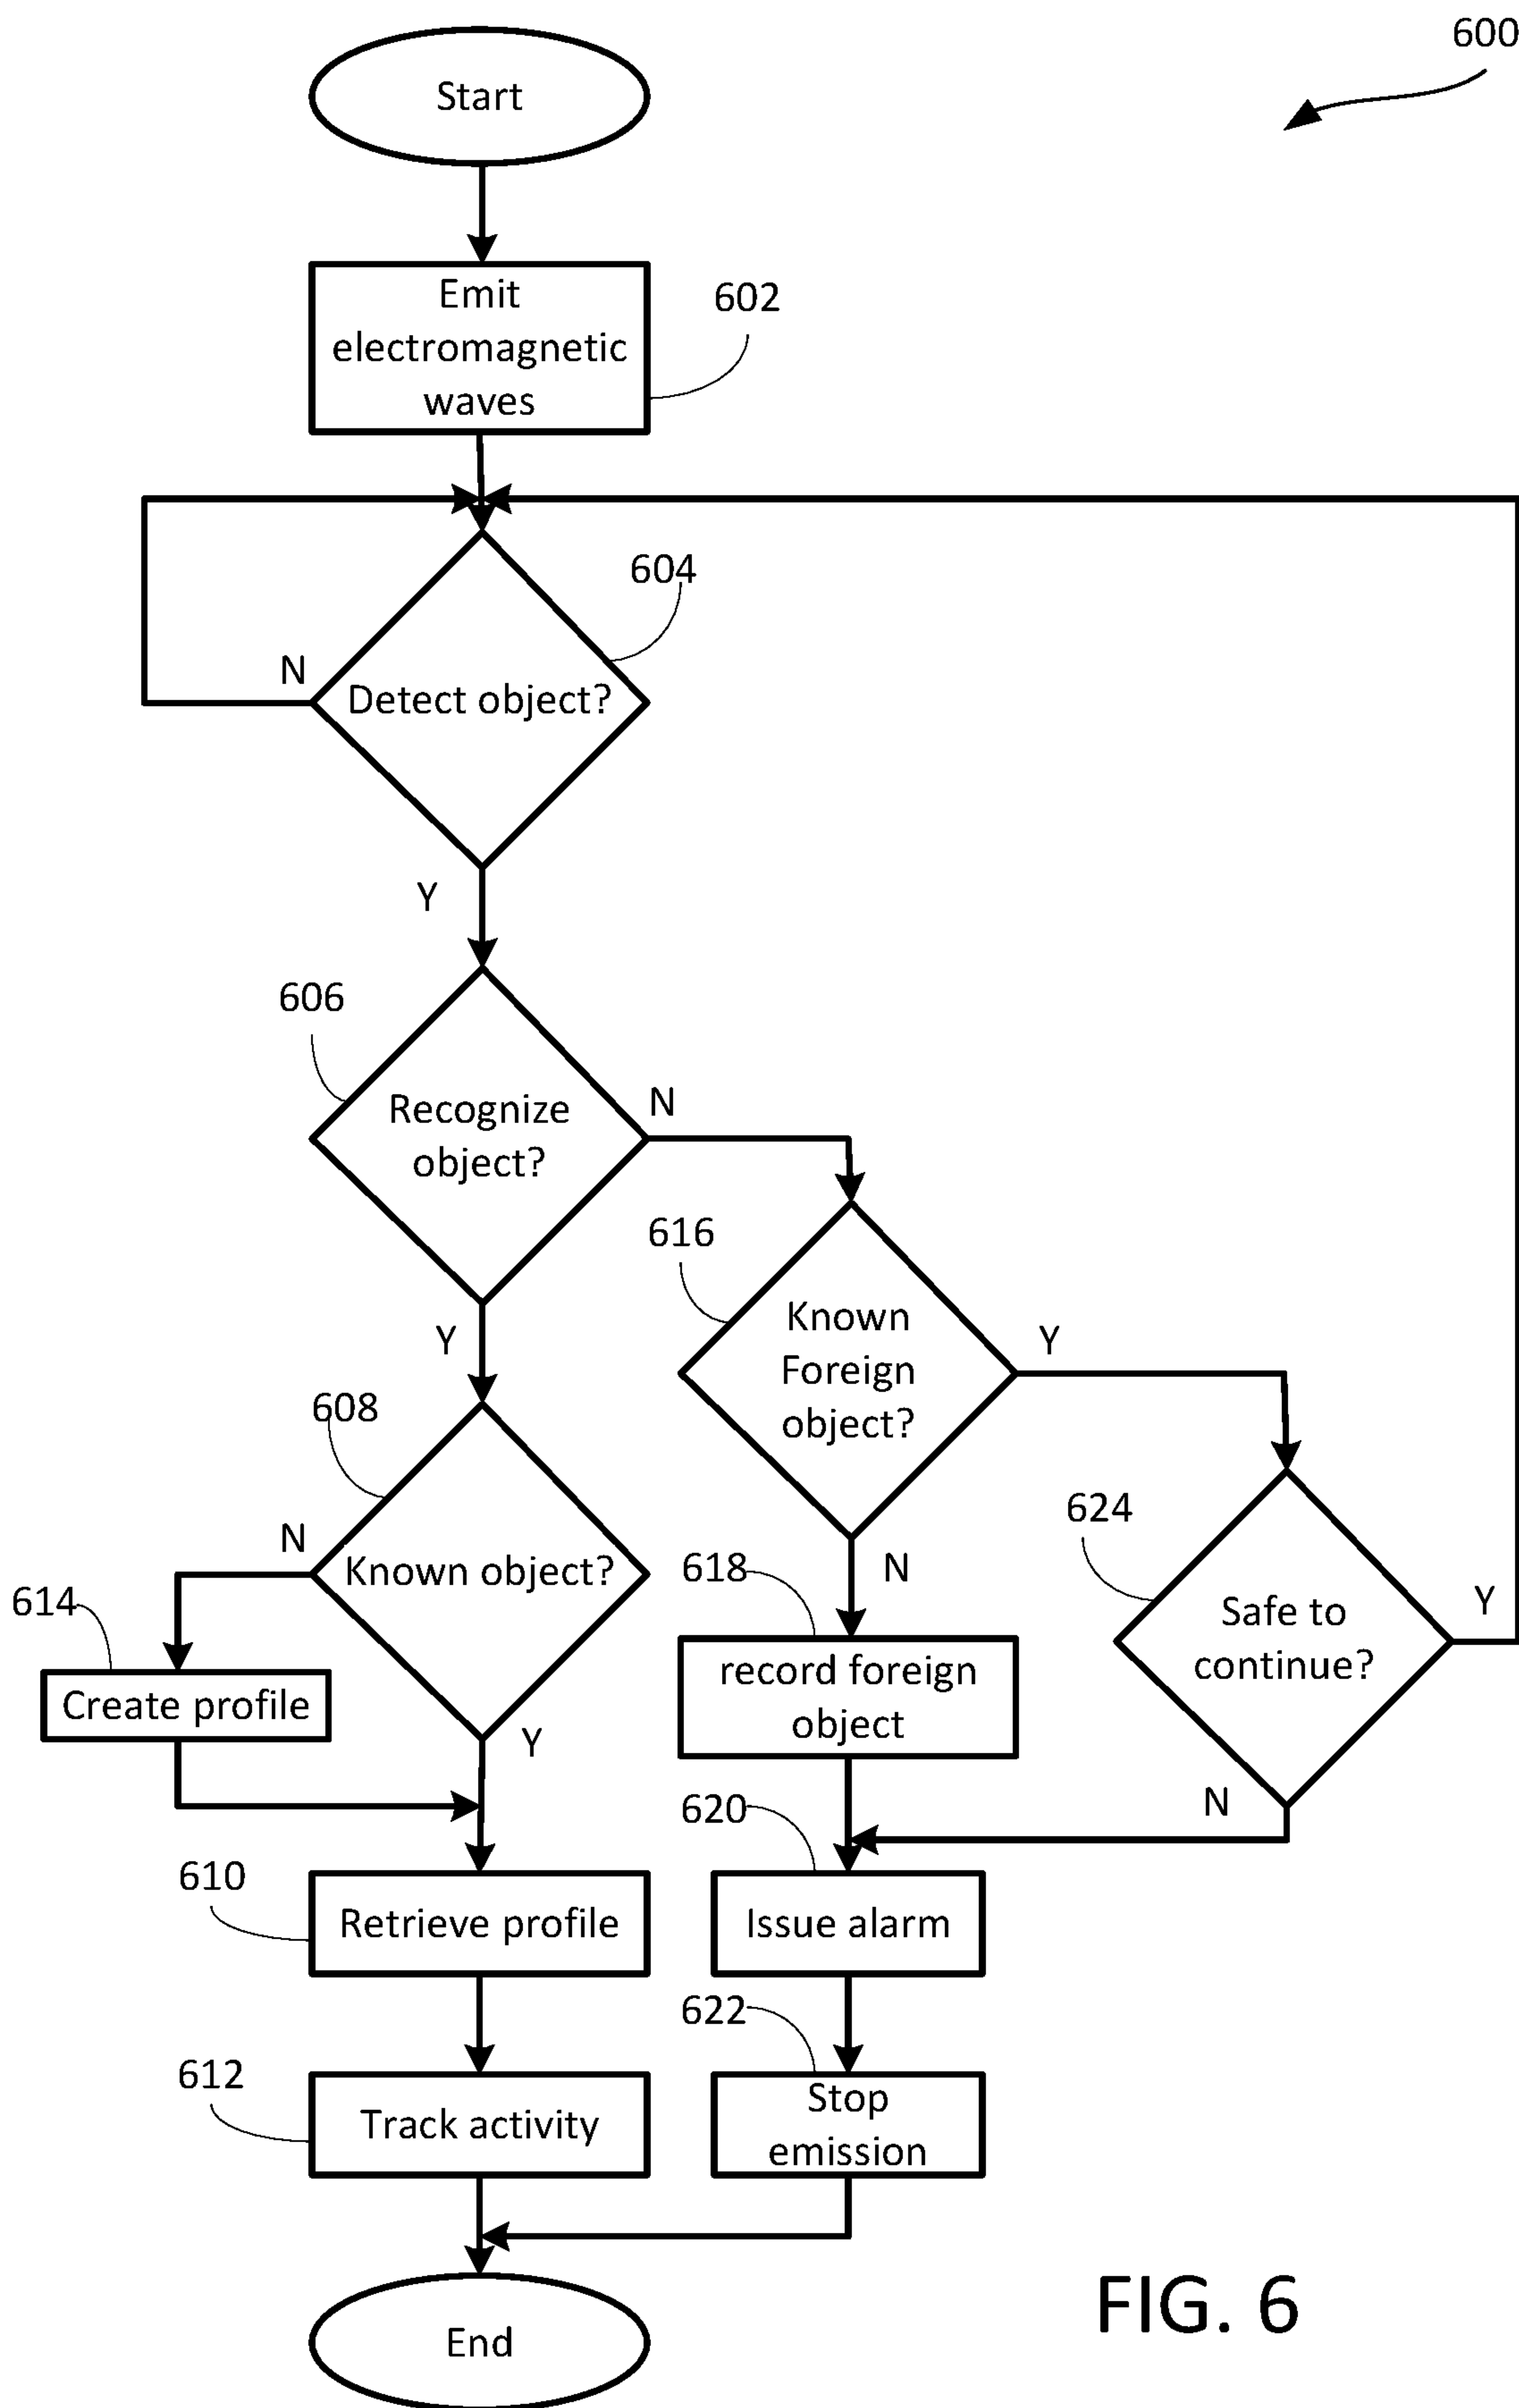 600
Start
Emit
electromagnetic
waves
602
604
N
Detect object?
Y
606
Recognize
object?
N
616
Known
Foreign
object?
Y
Y
608
N
Known object?
614
Create profile
Y
N
618
record foreign
object
624
Safe to
continue?
Y
N
620
610
Retrieve profile
Issue alarm
622
612
Track activity
Stop
emission
End
FIG. 6